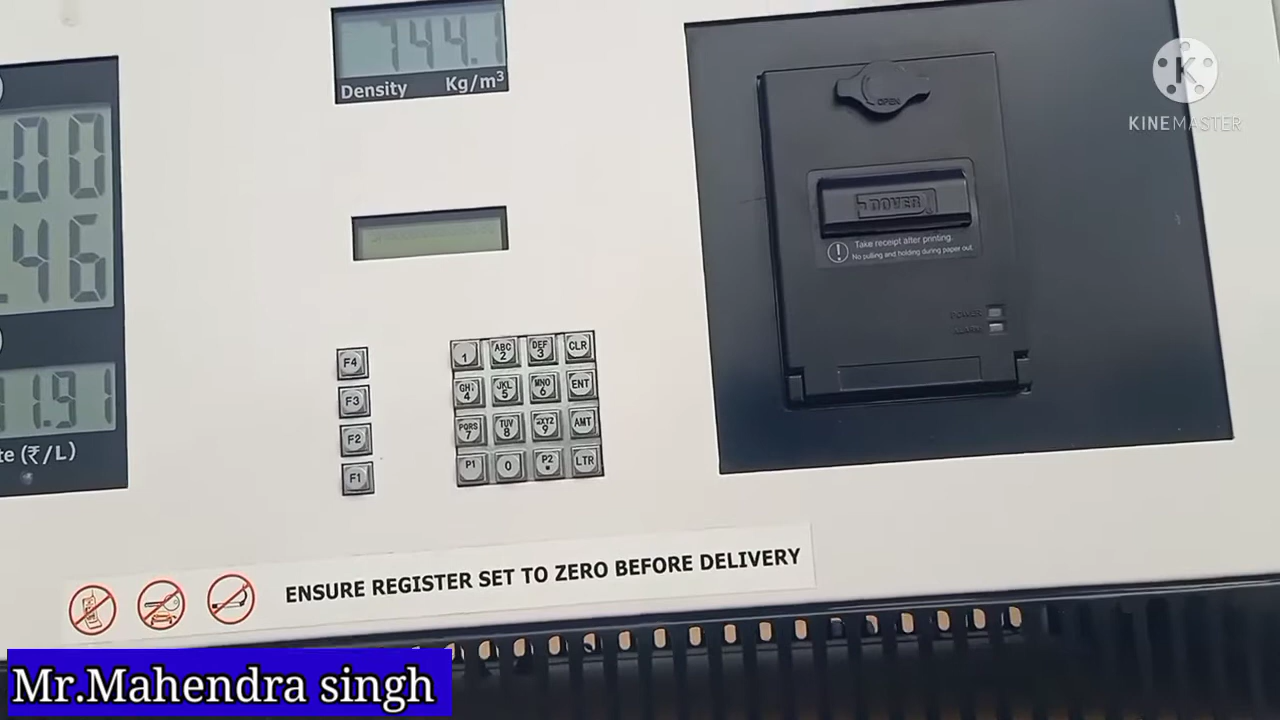 744.1
Density Kg/m³
.00
.46
11.91
te (₹/L)
OPEN
DOVER
Take receipt after printing.
No pulling and holding during paper out.
POWER
ALARM
F4
F3
F2
F1
1 ABC 2 DEF 3 CLR
GHI 4 JKL 5 MNO 6 ENT
PQRS 7 TUV 8 WXYZ 9 AMT
P1 0 P2 . LTR
ENSURE REGISTER SET TO ZERO BEFORE DELIVERY
K
KINEMASTER
Mr.Mahendra singh